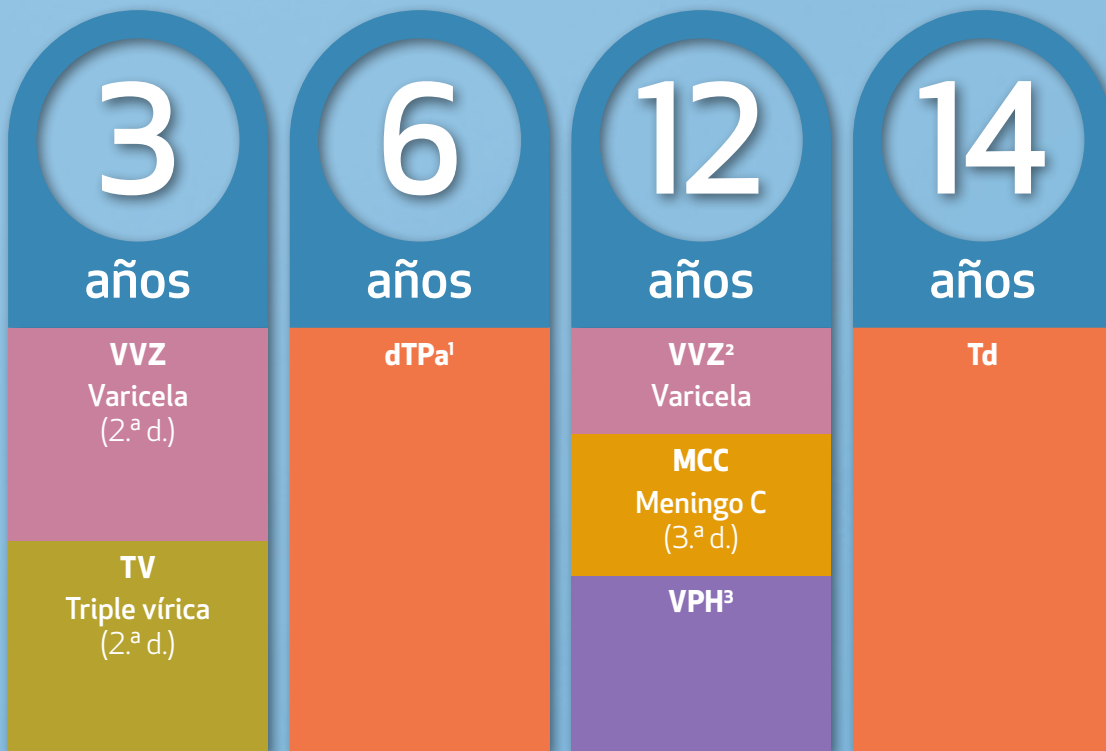 3
años
VVZ
Varicela
(2.ª d.)
TV
Triple vírica
(2.ª d.)
6
años
dTPa¹
12
años
VVZ²
Varicela
MCC
Meningo C
(3.ª d.)
VPH³
14
años
Td